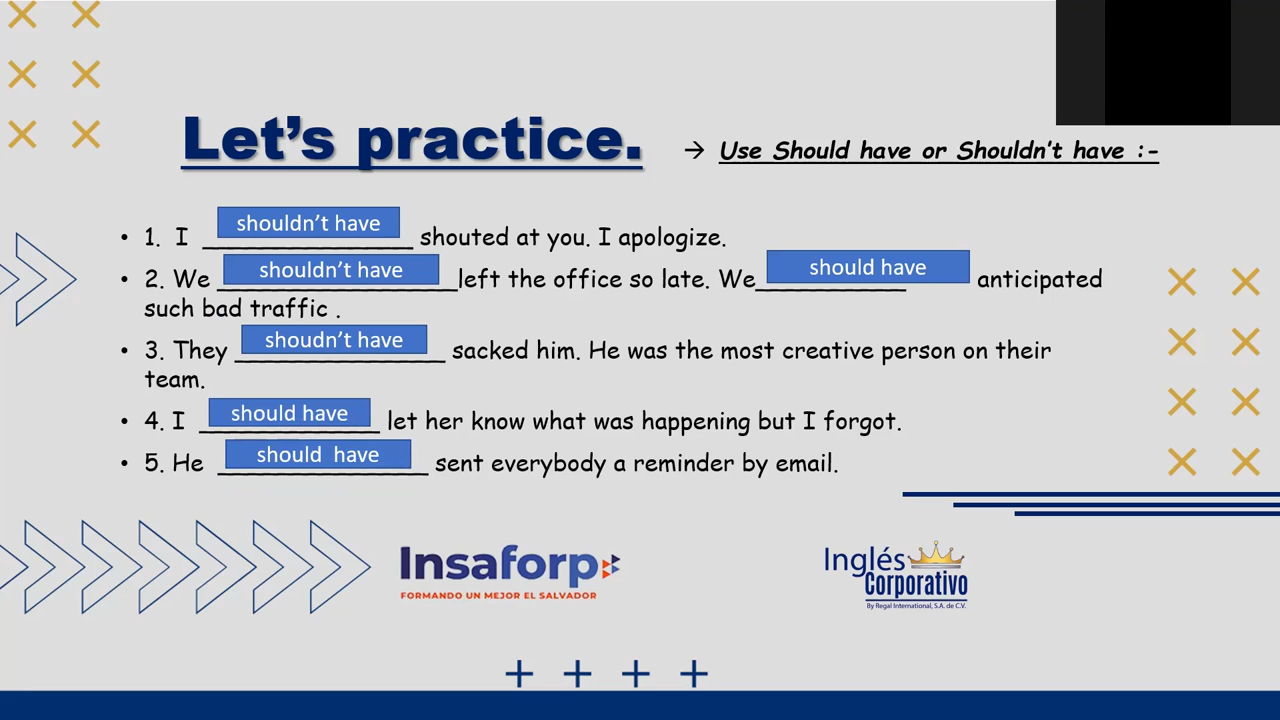 Let's practice.
→ Use Should have or Shouldn't have :-
• 1. I shouldn't have shouted at you. I apologize.
• 2. We shouldn't have left the office so late. We should have anticipated
such bad traffic .
• 3. They shoudn't have sacked him. He was the most creative person on their
team.
• 4. I should have let her know what was happening but I forgot.
• 5. He should have sent everybody a reminder by email.
Insaforp
FORMANDO UN MEJOR EL SALVADOR
Inglés
Corporativo
By Regal International, S.A. de C.V.